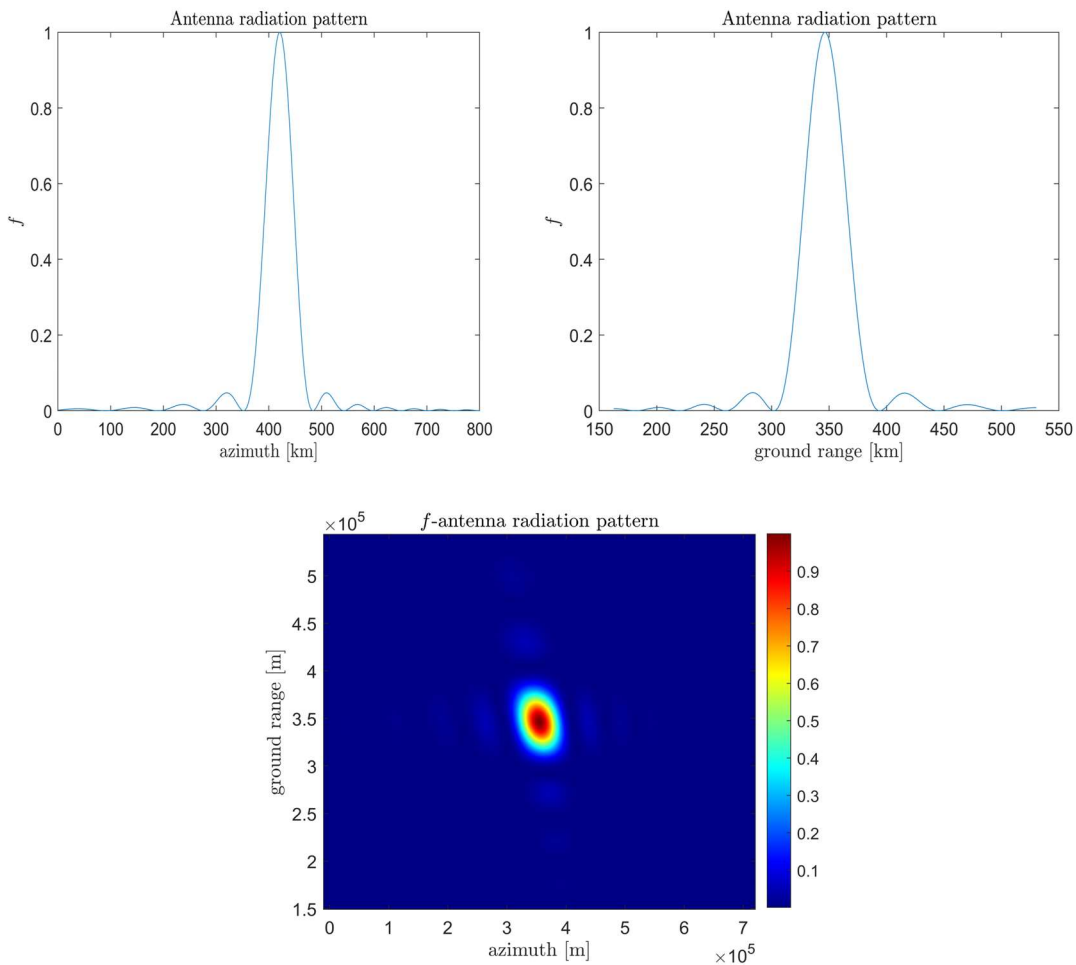 Antenna radiation pattern
1
0.8
0.6
0.4
0.2
0
f
0 100 200 300 400 500 600 700 800
azimuth [km]
Antenna radiation pattern
1
0.8
0.6
0.4
0.2
0
f
150 200 250 300 350 400 450 500 550
ground range [km]
×10⁵
f-antenna radiation pattern
5
4.5
4
3.5
3
2.5
2
1.5
ground range [m]
0 1 2 3 4 5 6 7
azimuth [m]
×10⁵
0.9
0.8
0.7
0.6
0.5
0.4
0.3
0.2
0.1